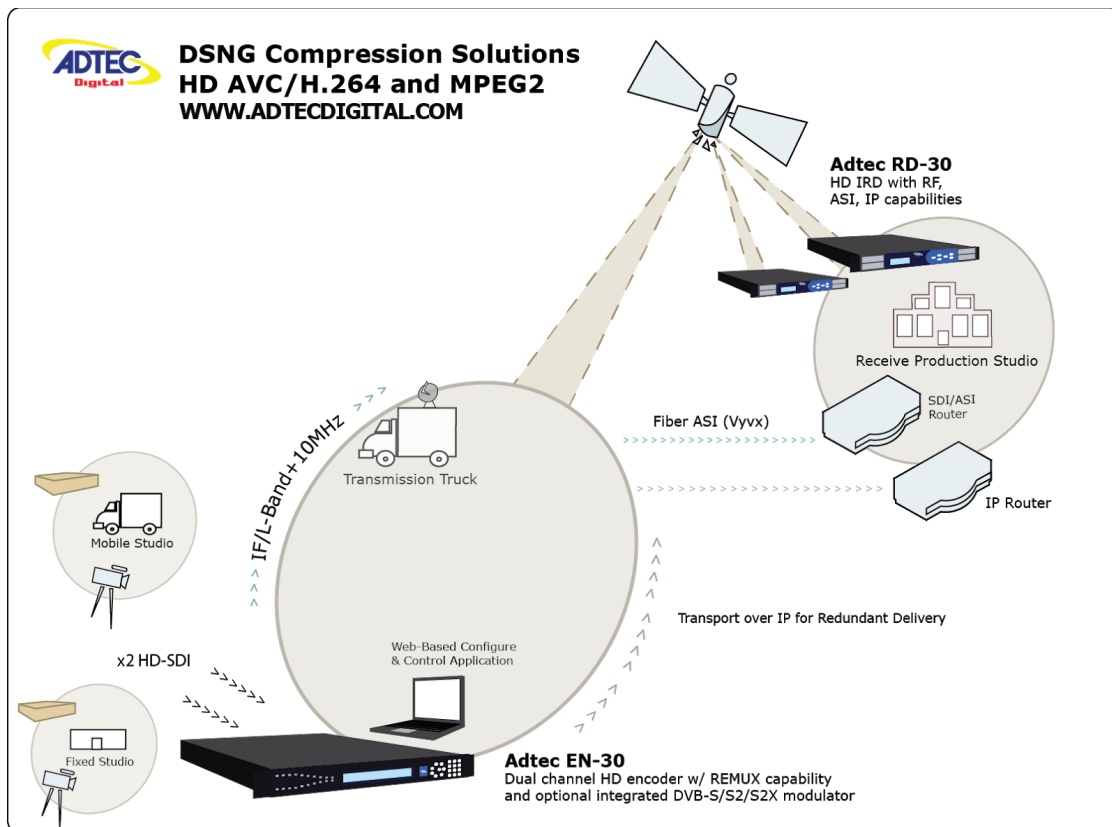 ADTEC
Digital
DSNG Compression Solutions
HD AVC/H.264 and MPEG2
WWW.ADTECDIGITAL.COM
Adtec RD-30
HD IRD with RF,
ASI, IP capabilities
Receive Production Studio
SDI/ASI
Router
Fiber ASI (Vyvx)
IP Router
IF/L-Band+10MHz
Transmission Truck
Mobile Studio
Transport over IP for Redundant Delivery
Web-Based Configure
& Control Application
x2 HD-SDI
Fixed Studio
Adtec EN-30
Dual channel HD encoder w/ REMUX capability
and optional integrated DVB-S/S2/S2X modulator